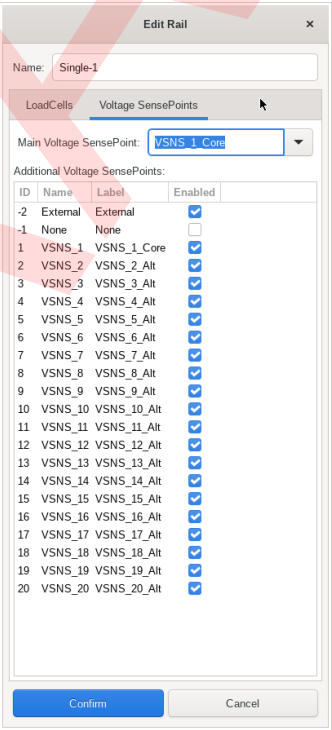 Edit Rail
×
Name: Single-1
LoadCells Voltage SensePoints
Main Voltage SensePoint: VSNS_1_Core
Additional Voltage SensePoints:
ID Name Label Enabled
-2 External External
-1 None None
1 VSNS_1 VSNS_1_Core
2 VSNS_2 VSNS_2_Alt
3 VSNS_3 VSNS_3_Alt
4 VSNS_4 VSNS_4_Alt
5 VSNS_5 VSNS_5_Alt
6 VSNS_6 VSNS_6_Alt
7 VSNS_7 VSNS_7_Alt
8 VSNS_8 VSNS_8_Alt
9 VSNS_9 VSNS_9_Alt
10 VSNS_10 VSNS_10_Alt
11 VSNS_11 VSNS_11_Alt
12 VSNS_12 VSNS_12_Alt
13 VSNS_13 VSNS_13_Alt
14 VSNS_14 VSNS_14_Alt
15 VSNS_15 VSNS_15_Alt
16 VSNS_16 VSNS_16_Alt
17 VSNS_17 VSNS_17_Alt
18 VSNS_18 VSNS_18_Alt
19 VSNS_19 VSNS_19_Alt
20 VSNS_20 VSNS_20_Alt
Confirm Cancel